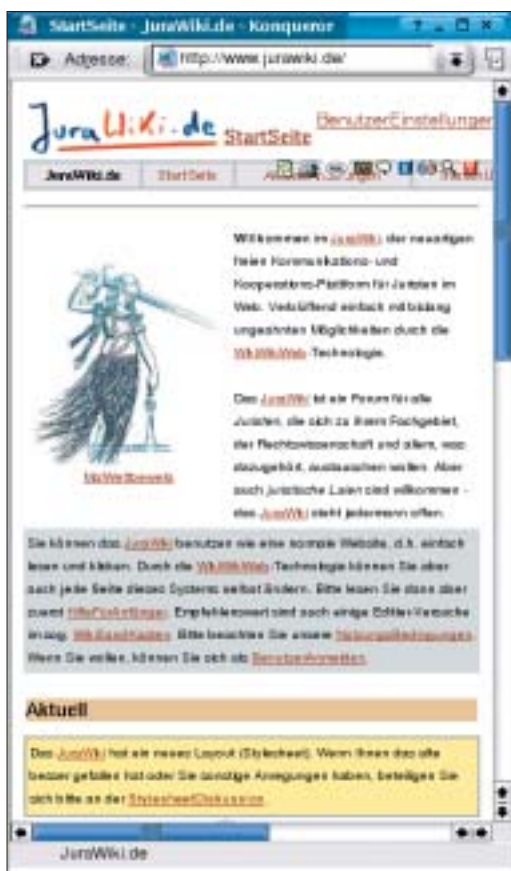 StartSeite - JuraWiki.de - Konqueror
Adresse: http://www.jurawiki.de/
JuraWiki.de StartSeite BenutzerEinstellungen
JuraWiki.de StartSeite
Willkommen im JuraWiki, der neuartigen
freien Kommunikations- und
Kooperations-Plattform für Juristen im
Web. Verblüffend einfach mit bislang
ungeahnten Möglichkeiten durch die
WikiWikiWeb-Technologie.
Das JuraWiki ist ein Forum für alle
Juristen, die sich zu ihrem Fachgebiet,
der Rechtswissenschaft und allem, was
dazugehört, austauschen wollen. Aber
auch juristische Laien sind willkommen -
das JuraWiki steht jedermann offen.
Sie können das JuraWiki benutzen wie eine normale Website, d.h. einfach
lesen und klicken. Durch die WikiWikiWeb-Technologie können Sie aber
auch jede Seite dieses Systems selbst ändern. Bitte lesen Sie dann aber
zuerst HilfeFürAnfänger. Empfehlenswert sind auch einige Editier-Versuche
im sog. WikiSandKasten. Bitte beachten Sie unsere NutzungsBedingungen.
Wenn Sie wollen, können Sie sich als BenutzerAnmelden.
Aktuell
Das JuraWiki hat ein neues Layout (Stylesheet). Wenn Ihnen das alte
besser gefallen hat oder Sie sonstige Anregungen haben, beteiligen Sie
sich bitte an der StylesheetDiskussion.
JuraWiki.de